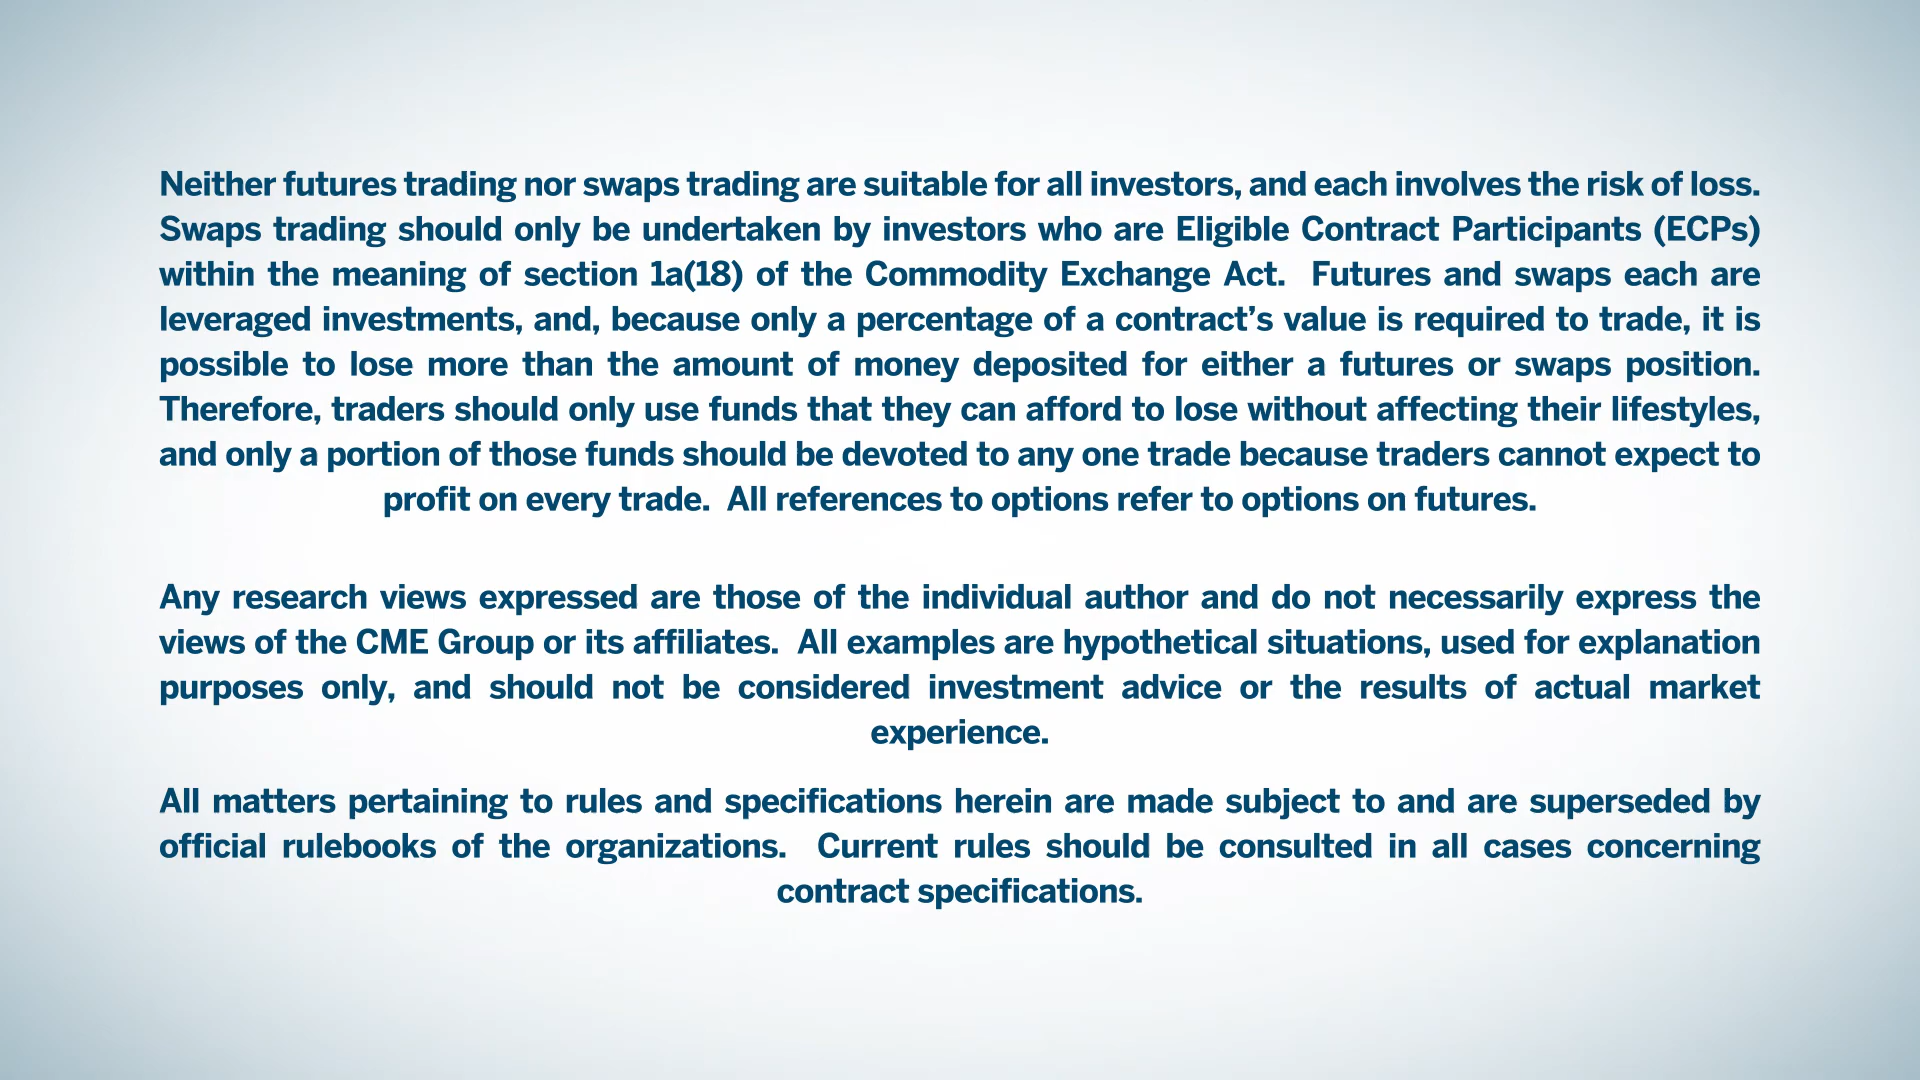 Neither futures trading nor swaps trading are suitable for all investors, and each involves the risk of loss.
Swaps trading should only be undertaken by investors who are Eligible Contract Participants (ECPs)
within the meaning of section 1a(18) of the Commodity Exchange Act.  Futures and swaps each are
leveraged investments, and, because only a percentage of a contract’s value is required to trade, it is
possible to lose more than the amount of money deposited for either a futures or swaps position.
Therefore, traders should only use funds that they can afford to lose without affecting their lifestyles,
and only a portion of those funds should be devoted to any one trade because traders cannot expect to
profit on every trade.  All references to options refer to options on futures.
Any research views expressed are those of the individual author and do not necessarily express the
views of the CME Group or its affiliates.  All examples are hypothetical situations, used for explanation
purposes only, and should not be considered investment advice or the results of actual market
experience.
All matters pertaining to rules and specifications herein are made subject to and are superseded by
official rulebooks of the organizations.  Current rules should be consulted in all cases concerning
contract specifications.